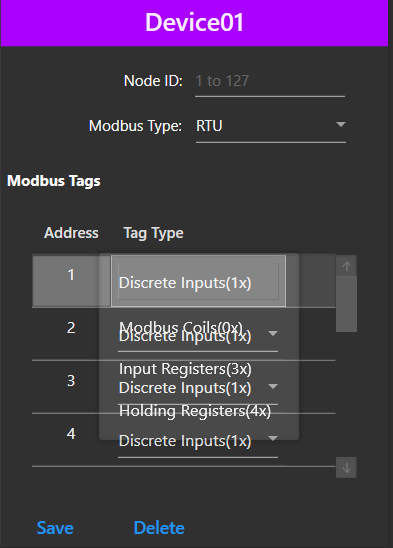 Device01
Node ID: 1 to 127
Modbus Type: RTU
Modbus Tags
Address Tag Type
1 Discrete Inputs(1x)
Modbus Coils(0x)
2 Discrete Inputs(1x)
Input Registers(3x)
3 Discrete Inputs(1x)
Holding Registers(4x)
4 Discrete Inputs(1x)
Save Delete